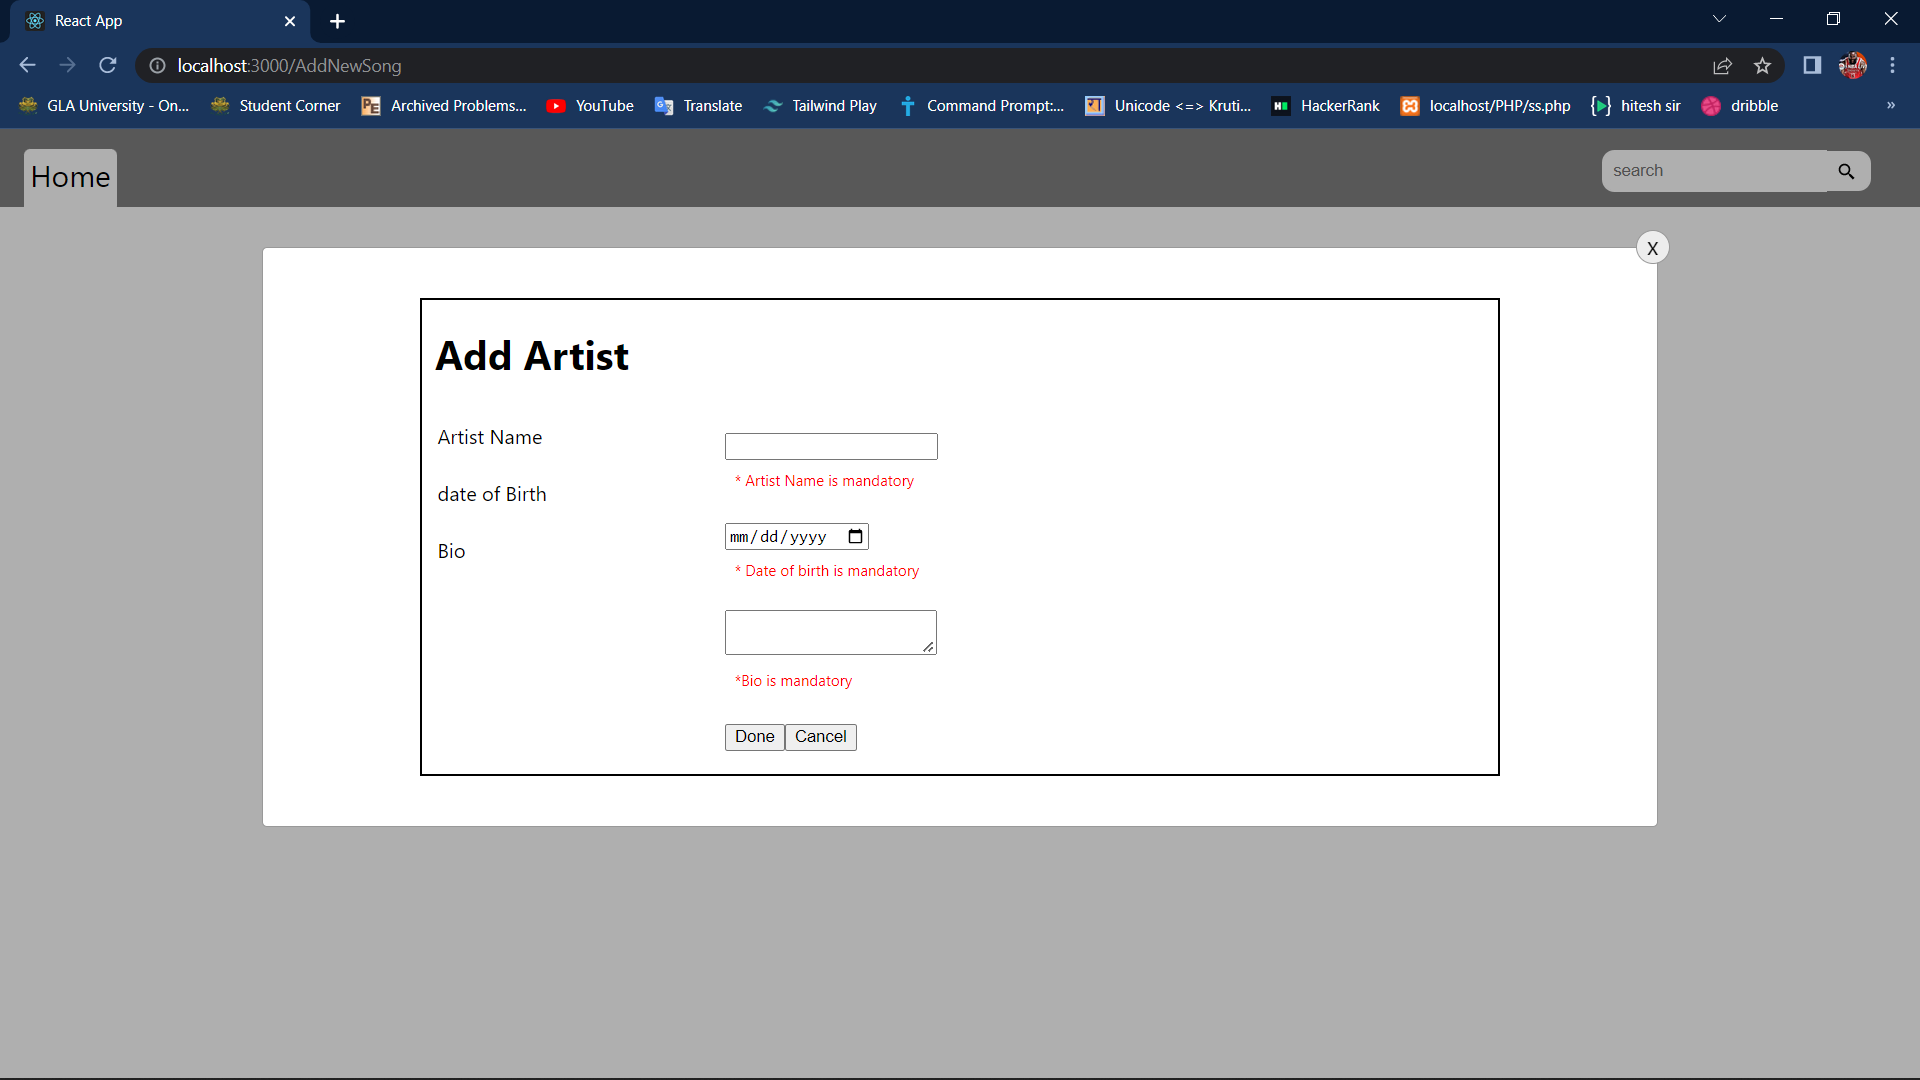 React App
localhost:3000/AddNewSong
GLA University - On... Student Corner Archived Problems... YouTube Translate Tailwind Play Command Prompt:... Unicode <=> Kruti... HackerRank localhost/PHP/ss.php hitesh sir dribble »
Home
search
X
Add Artist
Artist Name
* Artist Name is mandatory
date of Birth
mm/dd/yyyy
* Date of birth is mandatory
Bio
*Bio is mandatory
Done Cancel